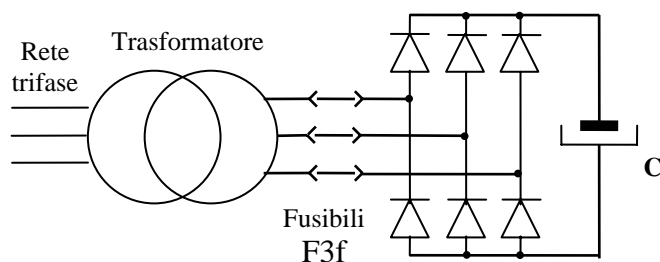 Rete
trifase
Trasformatore
Fusibili
F3f
C